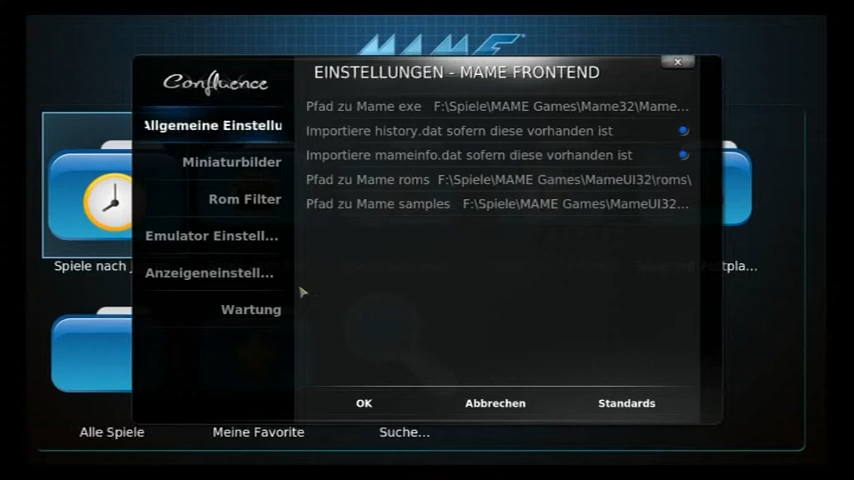 MAME
Confluence
EINSTELLUNGEN - MAME FRONTEND
x
Allgemeine Einstellu
Miniaturbilder
Rom Filter
Emulator Einstell...
Anzeigeneinstell...
Wartung
Pfad zu Mame exe F:\Spiele\MAME Games\Mame32\Mame...
Importiere history.dat sofern diese vorhanden ist
Importiere mameinfo.dat sofern diese vorhanden ist
Pfad zu Mame roms F:\Spiele\MAME Games\MameUI32\roms\
Pfad zu Mame samples F:\Spiele\MAME Games\MameUI32...
OK
Abbrechen
Standards
Spiele nach J
Alle Spiele
Meine Favorite
Suche...